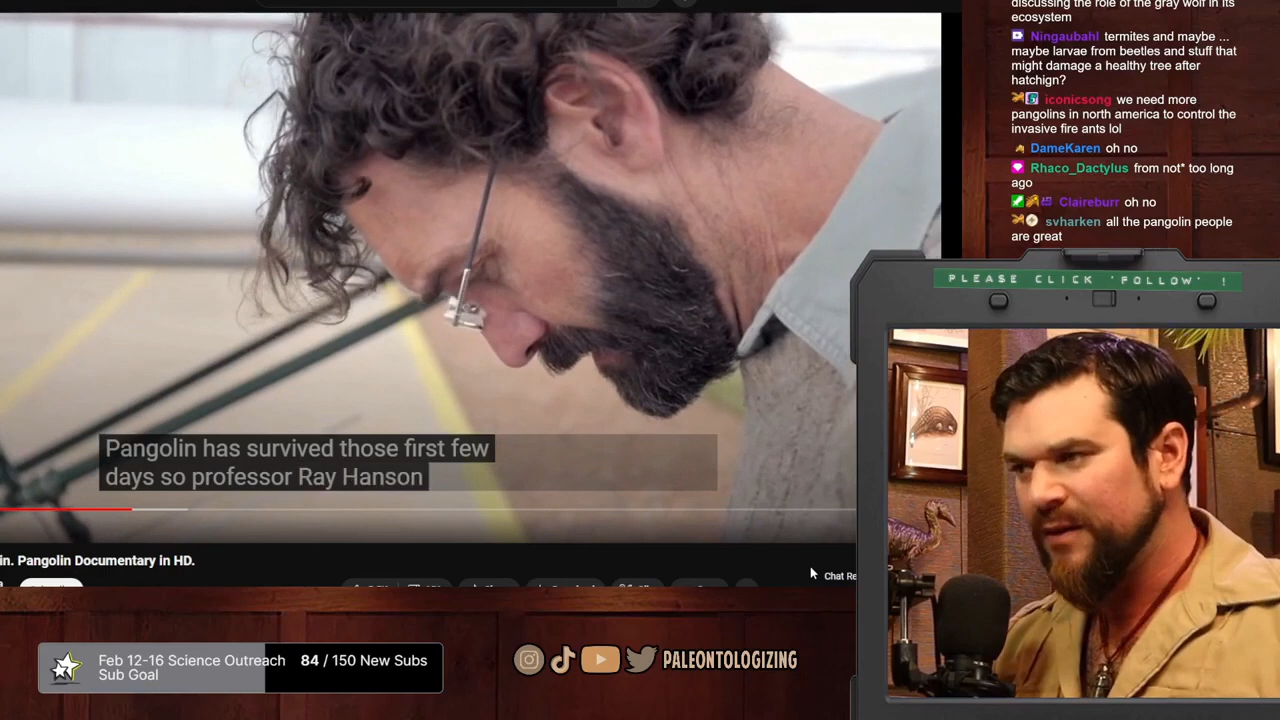 discussing the role of the gray wolf in its
ecosystem
Ningaubahl termites and maybe ...
maybe larvae from beetles and stuff that
might damage a healthy tree after
hatchign?
iconicsong we need more
pangolins in north america to control the
invasive fire ants lol
DameKaren oh no
Rhaco_Dactylus from not* too long
ago
Claireburr oh no
svharken all the pangolin people
are great
PLEASE CLICK 'FOLLOW' !
Pangolin has survived those first few
days so professor Ray Hanson
in. Pangolin Documentary in HD.
Chat Re
Feb 12-16 Science Outreach 84 / 150 New Subs
Sub Goal
PALEONTOLOGIZING